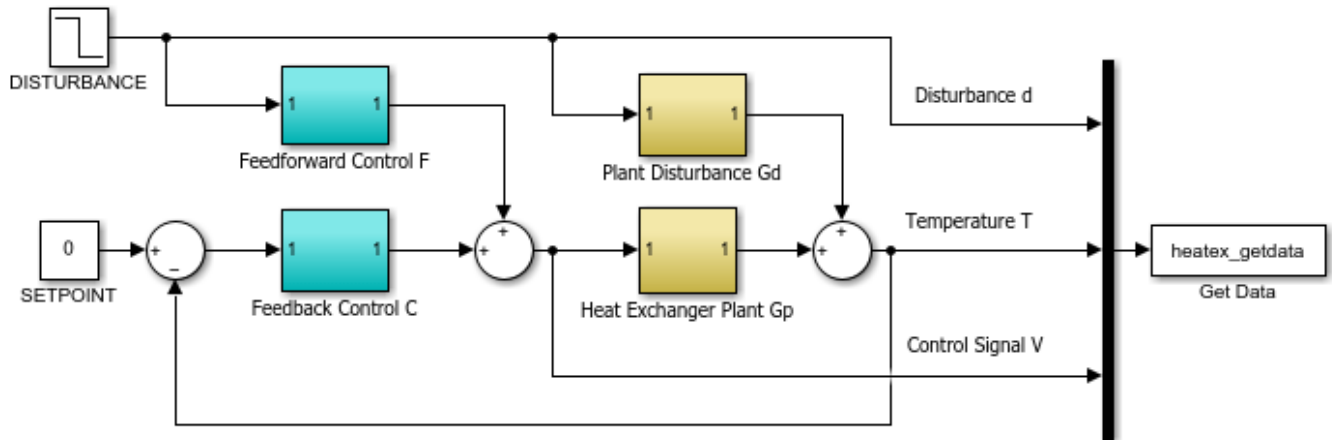 DISTURBANCE
1 1
Feedforward Control F
1 1
Plant Disturbance Gd
Disturbance d
0
SETPOINT
+
−
1 1
Feedback Control C
+
+
1 1
Heat Exchanger Plant Gp
+
+
Temperature T
Control Signal V
heatex_getdata
Get Data